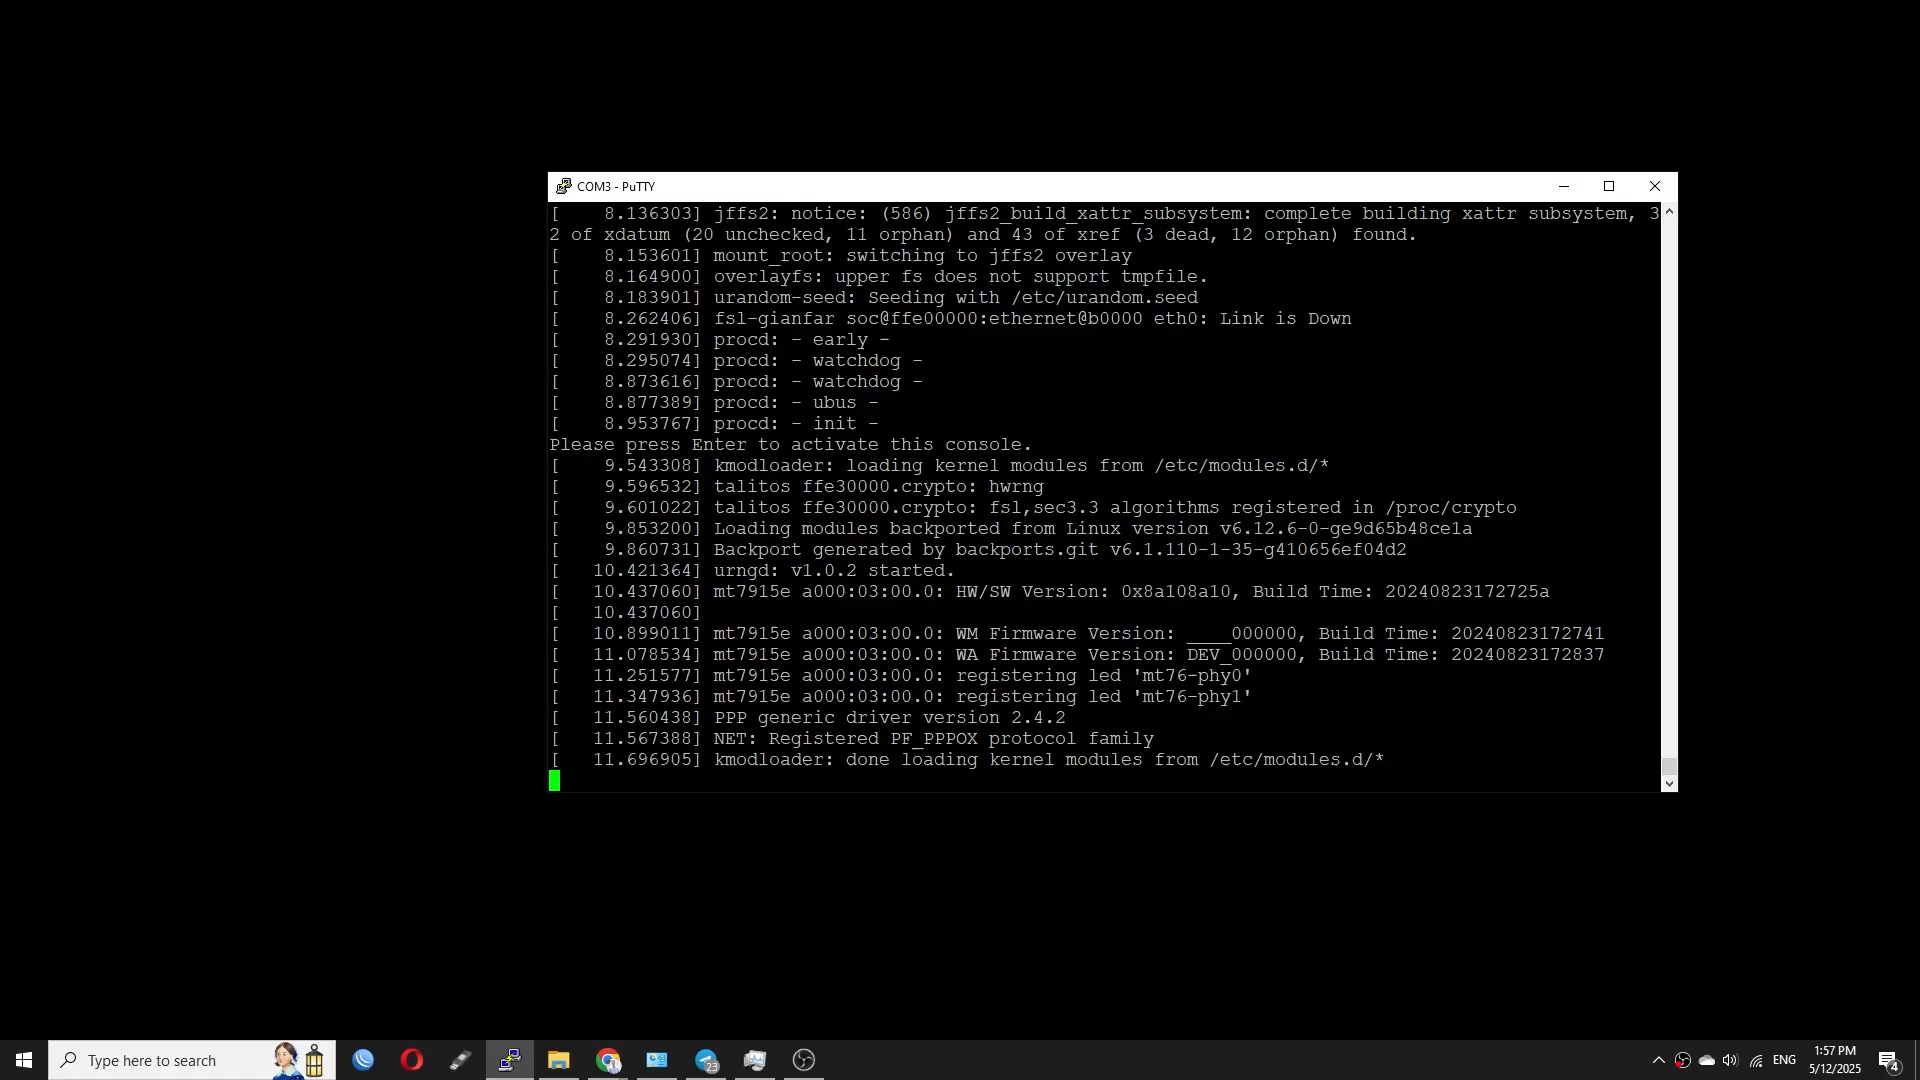 COM3 - PuTTY
[    8.136303] jffs2: notice: (586) jffs2_build_xattr_subsystem: complete building xattr subsystem, 3
2 of xdatum (20 unchecked, 11 orphan) and 43 of xref (3 dead, 12 orphan) found.
[    8.153601] mount_root: switching to jffs2 overlay
[    8.164900] overlayfs: upper fs does not support tmpfile.
[    8.183901] urandom-seed: Seeding with /etc/urandom.seed
[    8.262406] fsl-gianfar soc@ffe00000:ethernet@b0000 eth0: Link is Down
[    8.291930] procd: - early -
[    8.295074] procd: - watchdog -
[    8.873616] procd: - watchdog -
[    8.877389] procd: - ubus -
[    8.953767] procd: - init -
Please press Enter to activate this console.
[    9.543308] kmodloader: loading kernel modules from /etc/modules.d/*
[    9.596532] talitos ffe30000.crypto: hwrng
[    9.601022] talitos ffe30000.crypto: fsl,sec3.3 algorithms registered in /proc/crypto
[    9.853200] Loading modules backported from Linux version v6.12.6-0-ge9d65b48ce1a
[    9.860731] Backport generated by backports.git v6.1.110-1-35-g410656ef04d2
[   10.421364] urngd: v1.0.2 started.
[   10.437060] mt7915e a000:03:00.0: HW/SW Version: 0x8a108a10, Build Time: 20240823172725a
[   10.437060]
[   10.899011] mt7915e a000:03:00.0: WM Firmware Version: ____000000, Build Time: 20240823172741
[   11.078534] mt7915e a000:03:00.0: WA Firmware Version: DEV_000000, Build Time: 20240823172837
[   11.251577] mt7915e a000:03:00.0: registering led 'mt76-phy0'
[   11.347936] mt7915e a000:03:00.0: registering led 'mt76-phy1'
[   11.560438] PPP generic driver version 2.4.2
[   11.567388] NET: Registered PF_PPPOX protocol family
[   11.696905] kmodloader: done loading kernel modules from /etc/modules.d/*
Type here to search
23
ENG
1:57 PM
5/12/2025
4